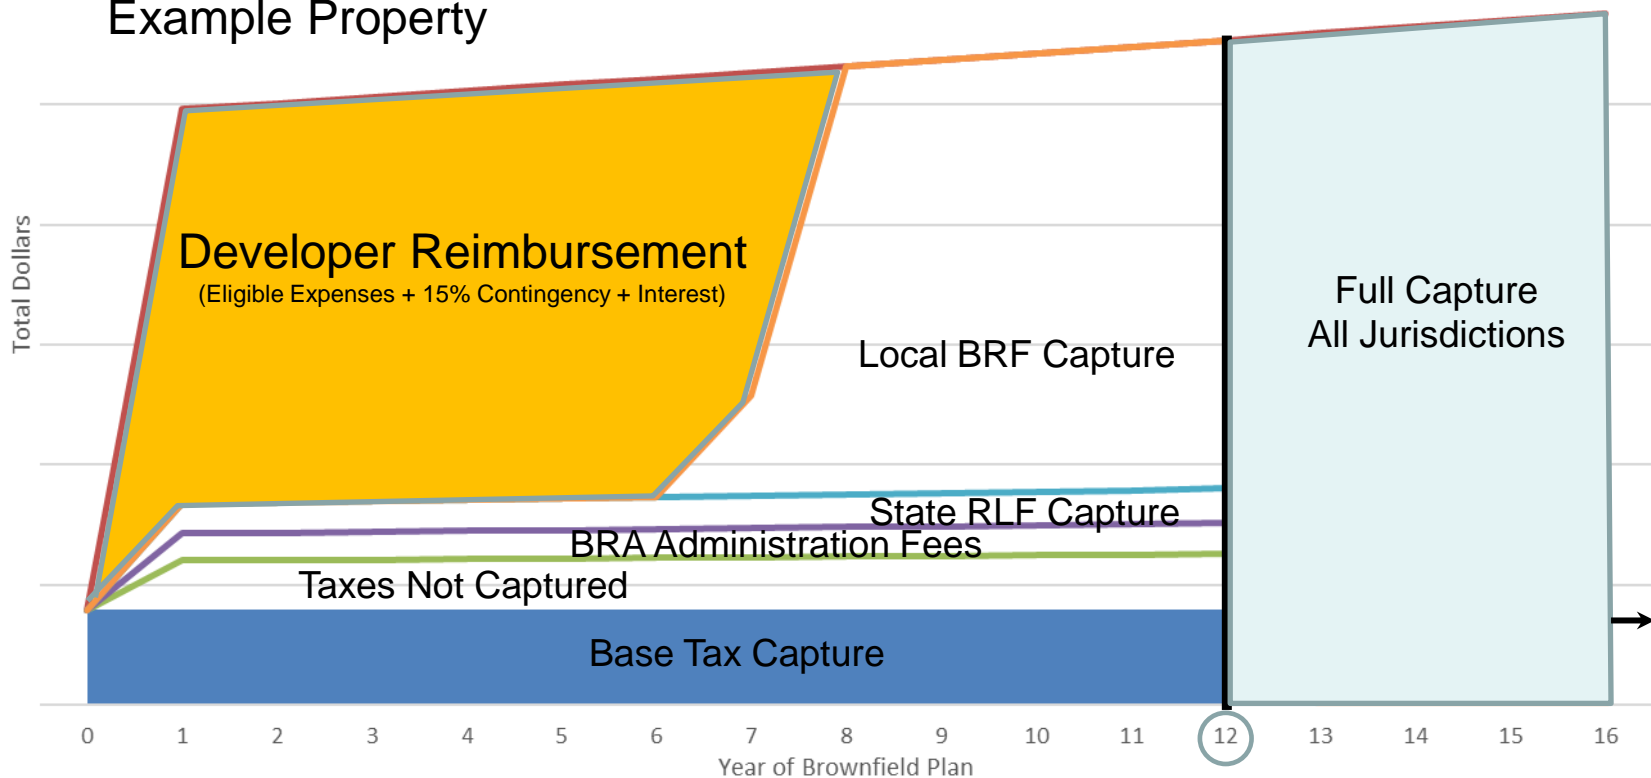 Example Property
Total Dollars
Developer Reimbursement
(Eligible Expenses + 15% Contingency + Interest)
Full Capture
All Jurisdictions
Local BRF Capture
State RLF Capture
BRA Administration Fees
Taxes Not Captured
Base Tax Capture
0 1 2 3 4 5 6 7 8 9 10 11 12 13 14 15 16
Year of Brownfield Plan